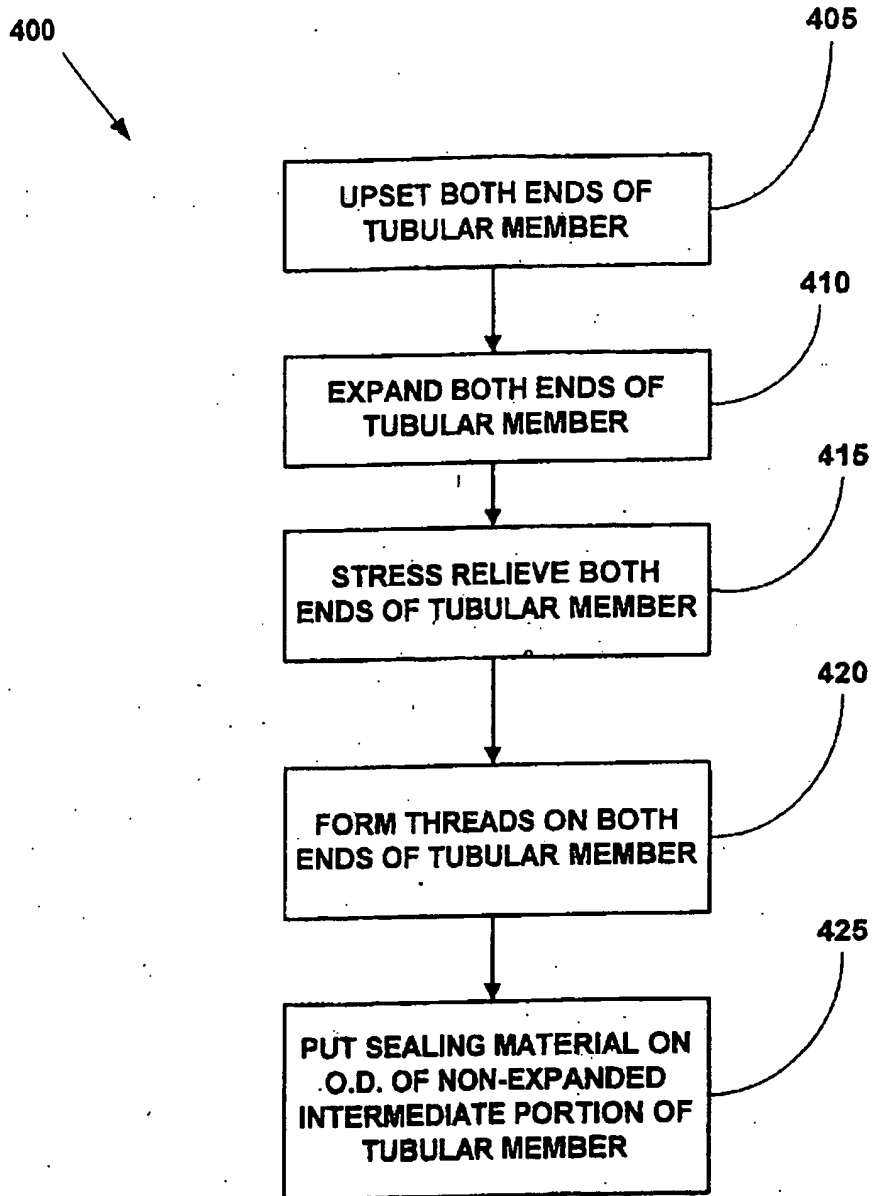 400
405
UPSET BOTH ENDS OF
TUBULAR MEMBER
410
EXPAND BOTH ENDS OF
TUBULAR MEMBER
415
STRESS RELIEVE BOTH
ENDS OF TUBULAR MEMBER
420
FORM THREADS ON BOTH
ENDS OF TUBULAR MEMBER
425
PUT SEALING MATERIAL ON
O.D. OF NON-EXPANDED
INTERMEDIATE PORTION OF
TUBULAR MEMBER